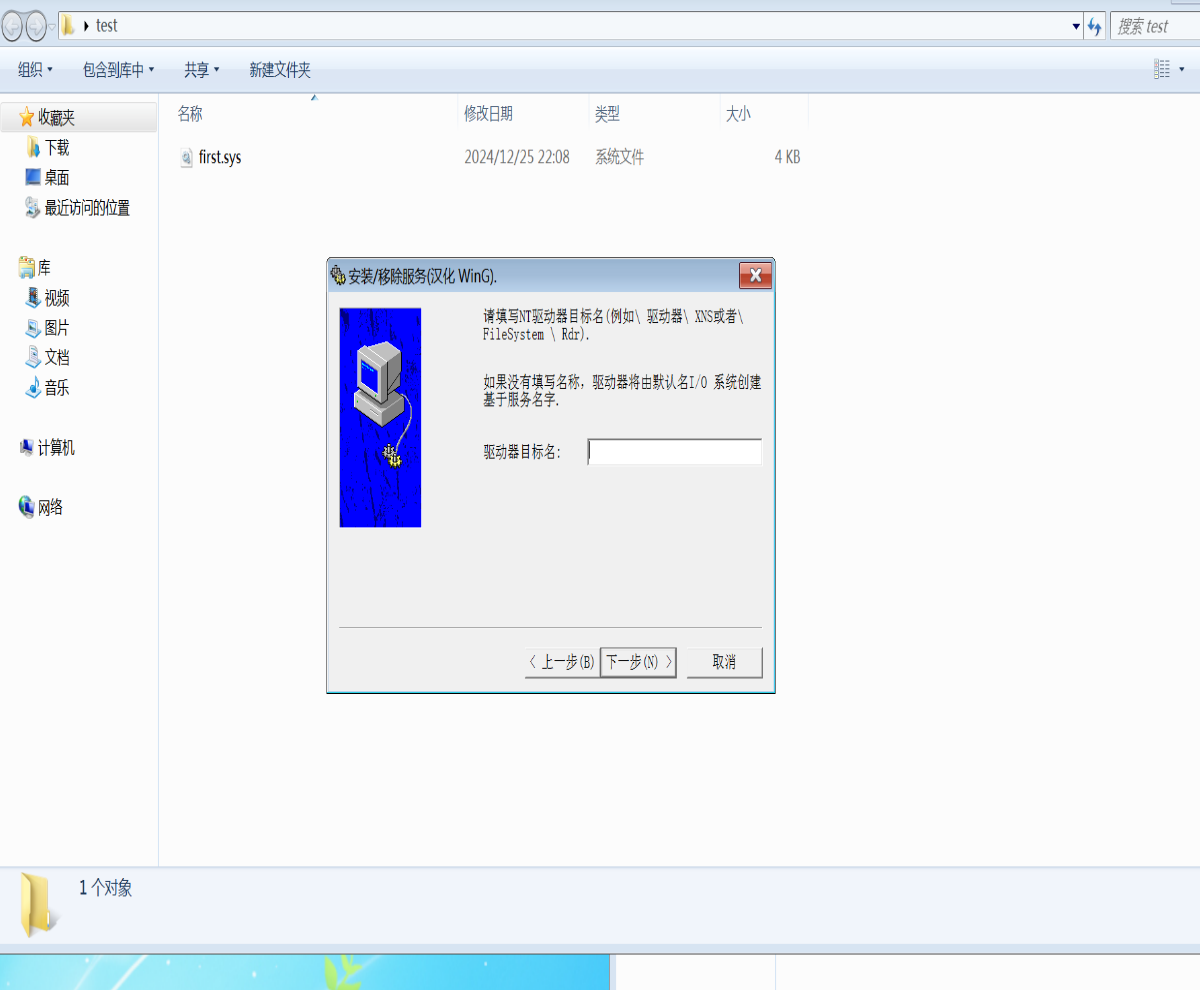 test
搜索 test
组织
包含到库中
共享
新建文件夹
收藏夹
下载
桌面
最近访问的位置
库
视频
图片
文档
音乐
计算机
网络
名称
修改日期
类型
大小
first.sys
2024/12/25 22:08
系统文件
4 KB
安装/移除服务(汉化 WinG).
请填写NT驱动器目标名(例如\ 驱动器\ XNS或者\
FileSystem \ Rdr).
如果没有填写名称，驱动器将由默认名I/O 系统创建
基于服务名字.
驱动器目标名:
< 上一步(B)
下一步(N) >
取消
1 个对象